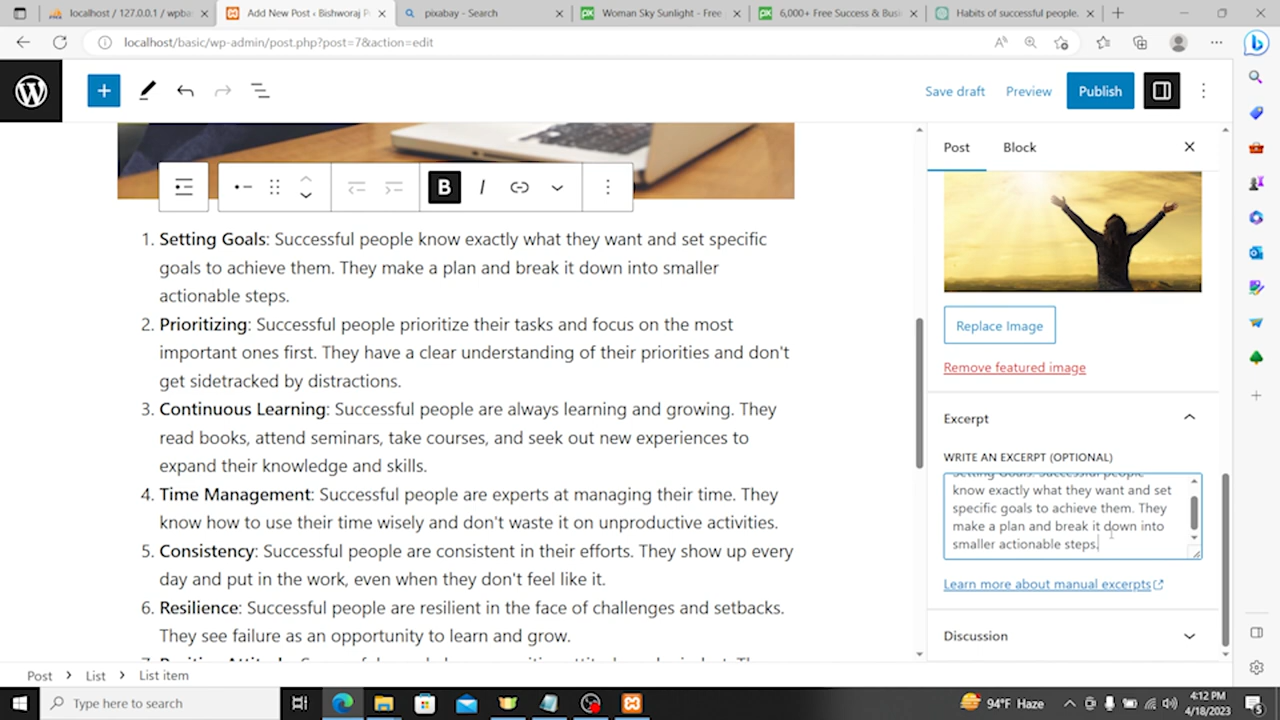 localhost / 127.0.0.1 / wpbas
Add New Post ‹ Bishworaj P
pixabay - Search
Woman Sky Sunlight - Free
6,000+ Free Success & Busi
Habits of successful people.
localhost/basic/wp-admin/post.php?post=7&action=edit
Save draft
Preview
Publish
Post
Block
B
I
1. Setting Goals: Successful people know exactly what they want and set specific
goals to achieve them. They make a plan and break it down into smaller
actionable steps.
2. Prioritizing: Successful people prioritize their tasks and focus on the most
important ones first. They have a clear understanding of their priorities and don't
get sidetracked by distractions.
3. Continuous Learning: Successful people are always learning and growing. They
read books, attend seminars, take courses, and seek out new experiences to
expand their knowledge and skills.
4. Time Management: Successful people are experts at managing their time. They
know how to use their time wisely and don't waste it on unproductive activities.
5. Consistency: Successful people are consistent in their efforts. They show up every
day and put in the work, even when they don't feel like it.
6. Resilience: Successful people are resilient in the face of challenges and setbacks.
They see failure as an opportunity to learn and grow.
Replace Image
Remove featured image
Excerpt
WRITE AN EXCERPT (OPTIONAL)
Setting Goals: Successful people
know exactly what they want and set
specific goals to achieve them. They
make a plan and break it down into
smaller actionable steps.
Learn more about manual excerpts
Discussion
Post > List > List item
Type here to search
94°F Haze
4:12 PM
4/18/2023
5